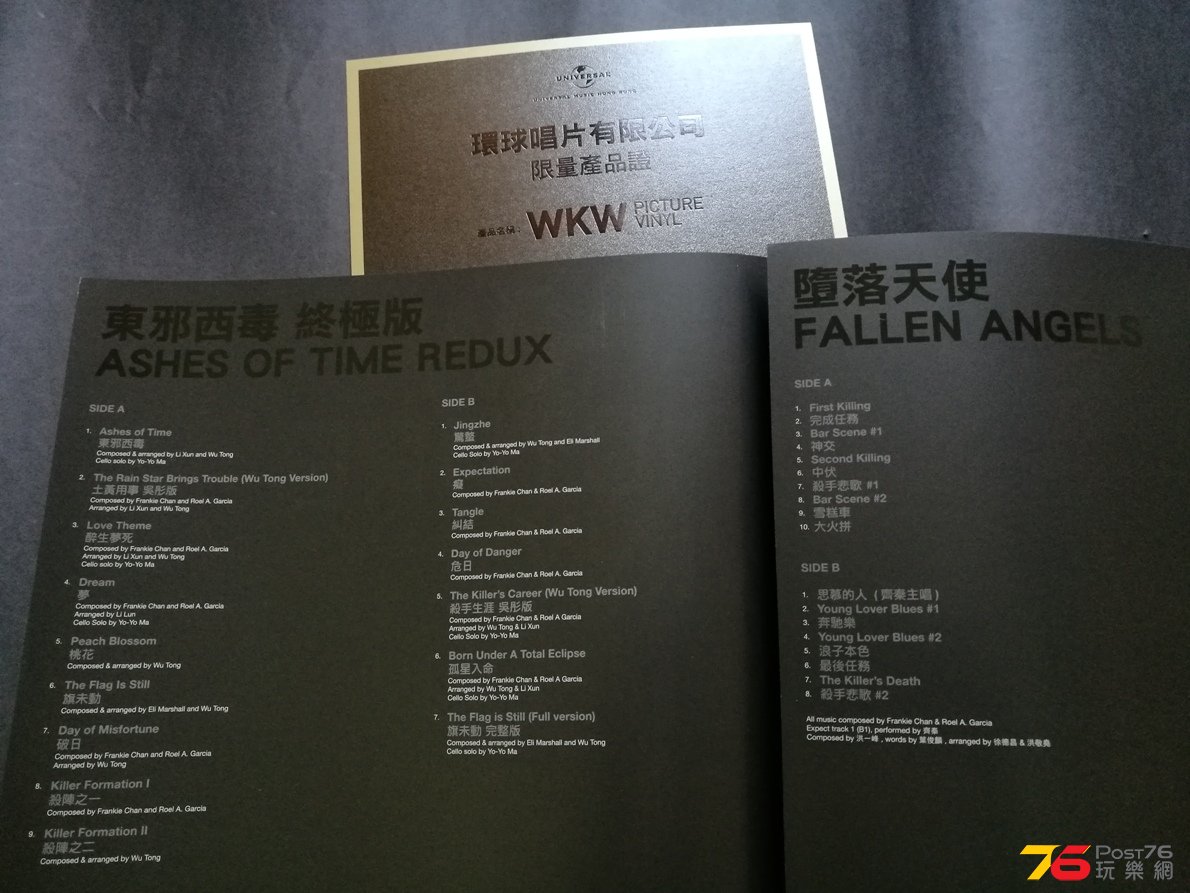 UNIVERSAL
UNIVERSAL MUSIC HONG KONG
環球唱片有限公司
限量產品證
產品名稱：WKW PICTURE VINYL
東邪西毒 終極版
ASHES OF TIME REDUX
SIDE A
1. Ashes of Time
東邪西毒
Composed & arranged by Li Xun and Wu Tong
Cello solo by Yo-Yo Ma
2. The Rain Star Brings Trouble (Wu Tong Version)
土黃用事 吳彤版
Composed by Frankie Chan and Roel A. Garcia
Arranged by Li Xun and Wu Tong
3. Love Theme
醉生夢死
Composed by Frankie Chan and Roel A. Garcia
Arranged by Li Xun and Wu Tong
Cello solo by Yo-Yo Ma
4. Dream
夢
Composed by Frankie Chan and Roel A. Garcia
Arranged by Li Lun
Cello Solo by Yo-Yo Ma
5. Peach Blossom
桃花
Composed & arranged by Wu Tong
6. The Flag Is Still
旗未動
Composed & arranged by Eli Marshall and Wu Tong
7. Day of Misfortune
破日
Composed by Frankie Chan and Roel A. Garcia
Arranged by Wu Tong
8. Killer Formation I
殺陣之一
Composed by Frankie Chan and Roel A. Garcia
9. Killer Formation II
殺陣之二
Composed & arranged by Wu Tong
SIDE B
1. Jingzhe
驚蟄
Composed & arranged by Wu Tong and Eli Marshall
Cello Solo by Yo-Yo Ma
2. Expectation
癡
Composed by Frankie Chan & Roel A. Garcia
3. Tangle
糾結
Composed by Frankie Chan & Roel A. Garcia
4. Day of Danger
危日
Composed by Frankie Chan & Roel A. Garcia
5. The Killer's Career (Wu Tong Version)
殺手生涯 吳彤版
Composed by Frankie Chan & Roel A Garcia
Arranged by Wu Tong & Li Xun
Cello Solo by Yo-Yo Ma
6. Born Under A Total Eclipse
孤星入命
Composed by Frankie Chan & Roel A. Garcia
Arranged by Wu Tong & Li Xun
Cello Solo by Yo-Yo Ma
7. The Flag is Still (Full version)
旗未動 完整版
Composed & arranged by Eli Marshall and Wu Tong
Cello solo by Yo-Yo Ma
墮落天使
FALLEN ANGELS
SIDE A
1. First Killing
2. 完成任務
3. Bar Scene #1
4. 神交
5. Second Killing
6. 中伏
7. 殺手悲歌 #1
8. Bar Scene #2
9. 雪糕車
10. 大火拼
SIDE B
1. 思慕的人 ( 齊秦主唱 )
2. Young Lover Blues #1
3. 奔馳樂
4. Young Lover Blues #2
5. 浪子本色
6. 最後任務
7. The Killer's Death
8. 殺手悲歌 #2
All music composed by Frankie Chan & Roel A. Garcia
Expect track 1 (B1), performed by 齊秦
Composed by 洪一峰 , words by 葉俊麟 , arranged by 徐德昌 & 洪敬堯
76 POST76
玩樂網